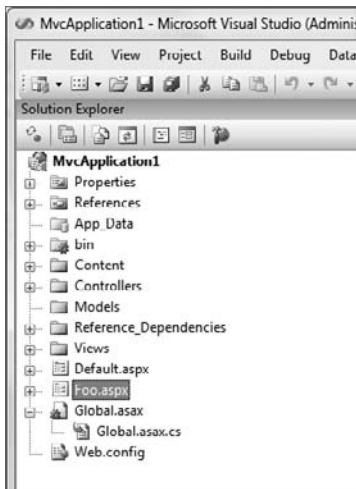 MvcApplication1 - Microsoft Visual Studio (Adminis
File Edit View Project Build Debug Data
Solution Explorer
MvcApplication1
Properties
References
App_Data
bin
Content
Controllers
Models
Reference_Dependencies
Views
Default.aspx
Foo.aspx
Global.asax
Global.asax.cs
Web.config